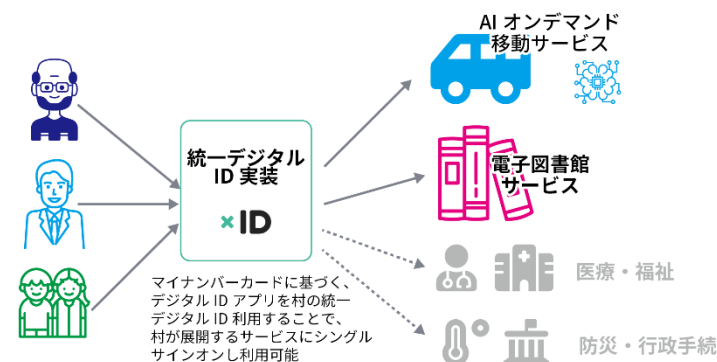 AI オンデマンド
移動サービス
統一デジタル
ID 実装
×ID
電子図書館
サービス
医療・福祉
マイナンバーカードに基づく、
デジタル ID アプリを村の統一
デジタル ID 利用することで、
村が展開するサービスにシングル
サインオンし利用可能
防災・行政手続